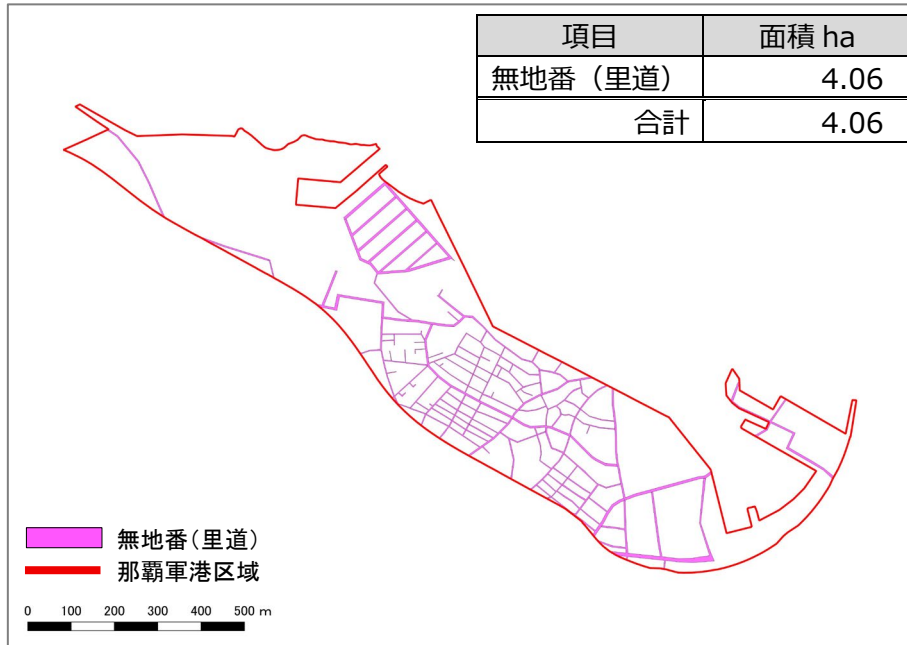 項目 面積 ha
無地番（里道） 4.06
合計 4.06
無地番（里道）
那覇軍港区域
0 100 200 300 400 500 m